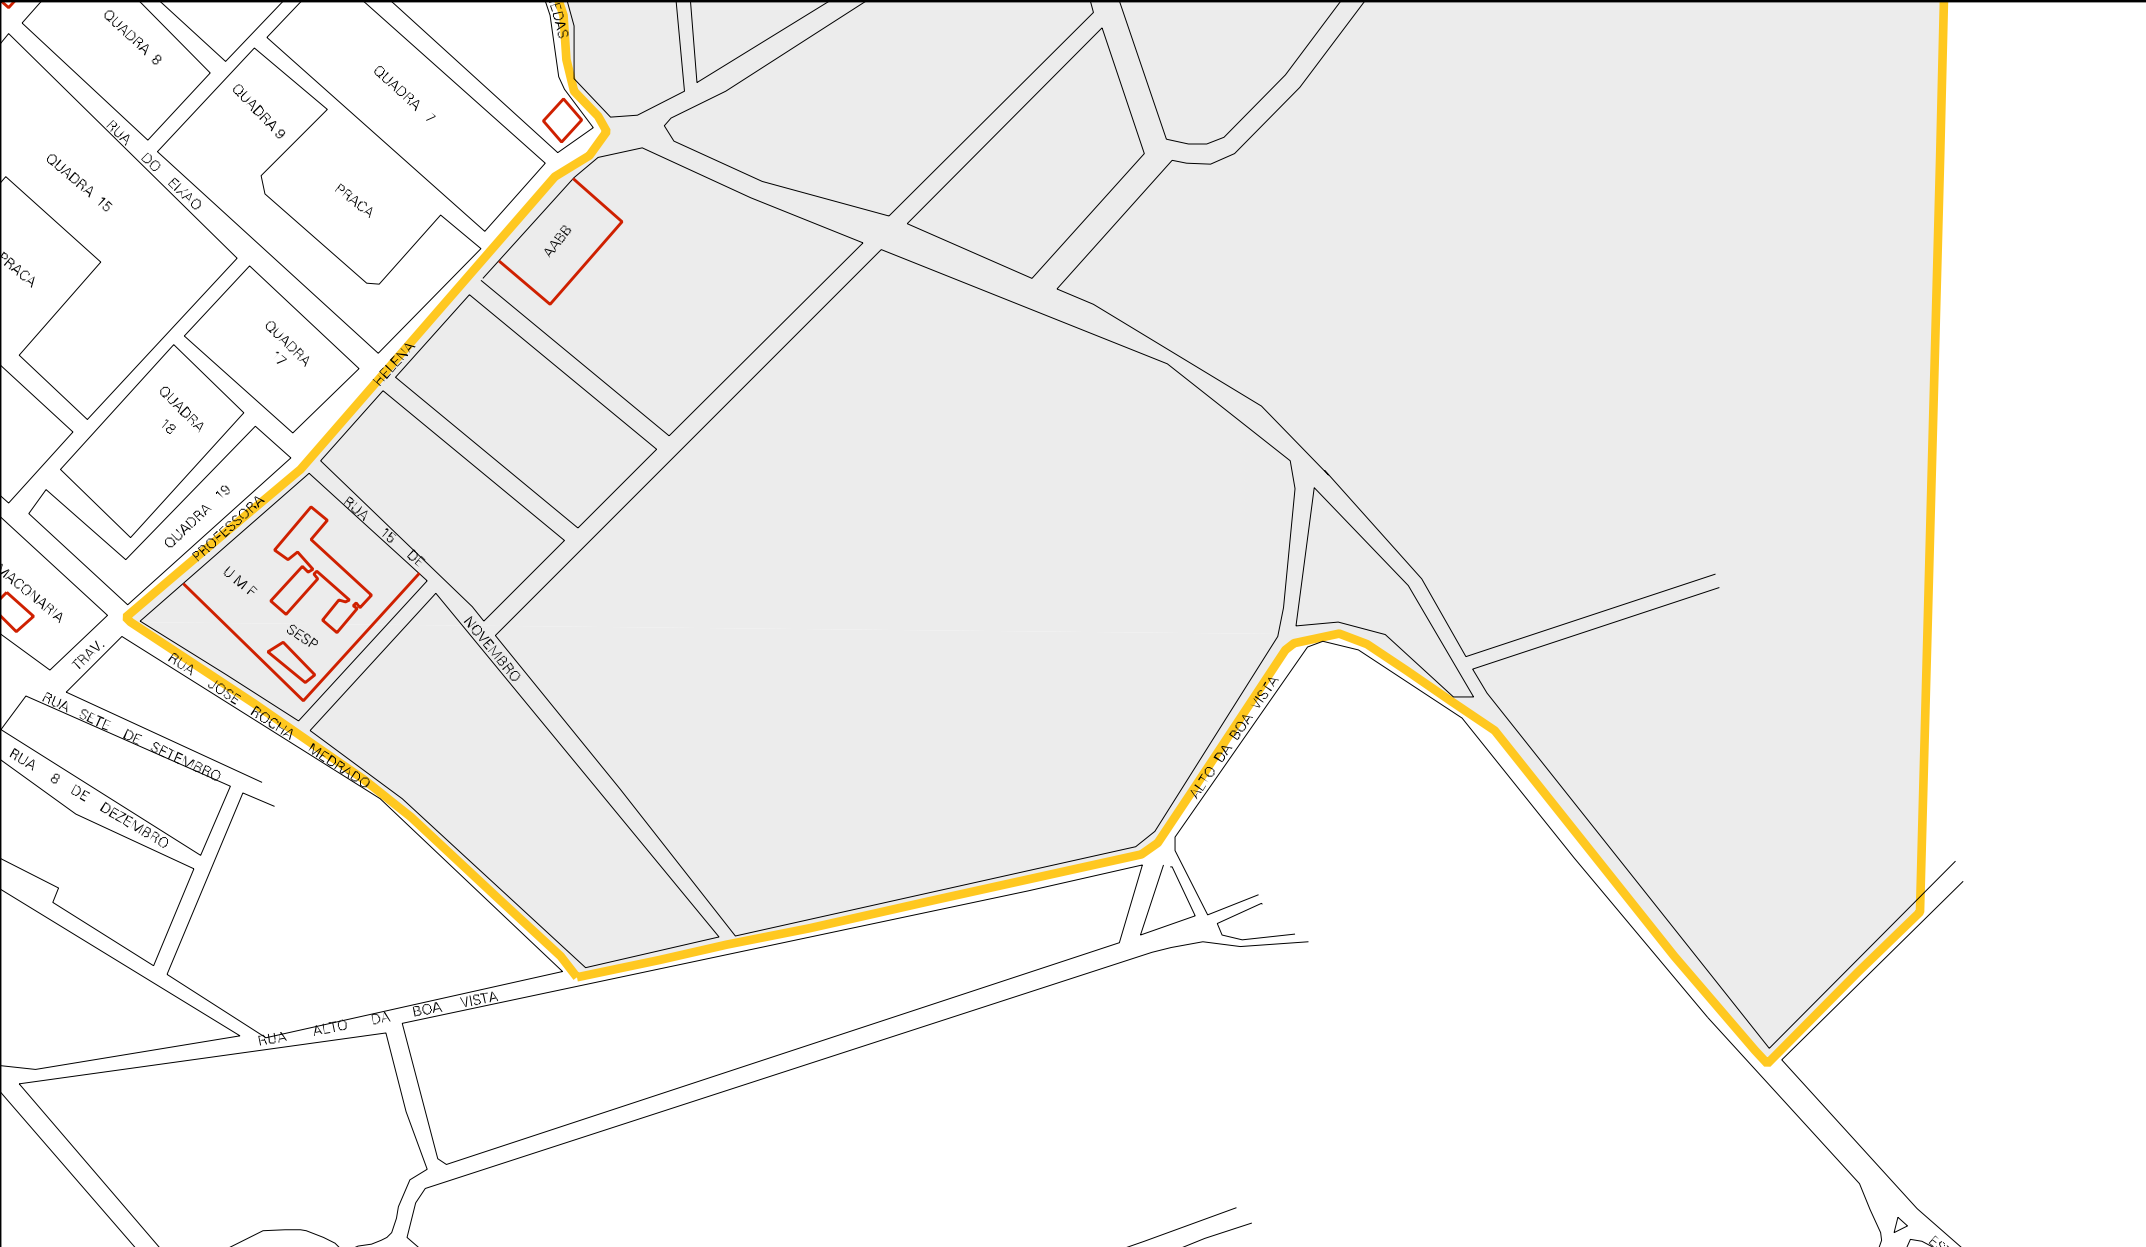 EDAS
QUADRA 8
QUADRA 7
QUADRA 9
RUA DO EIXAO
QUADRA 15
PRACA
PRACA
AABB
QUADRA
17
HELENA
QUADRA
18
QUADRA 19
PROFESSORA
RUA 15 DE
NOVEMBRO
U M F
SESP
MACONARIA
TRAV.
RUA JOSE ROCHA MEDRADO
RUA SETE DE SETEMBRO
RUA 8 DE DEZEMBRO
ALTO DA BOA VISTA
RUA ALTO DA BOA VISTA